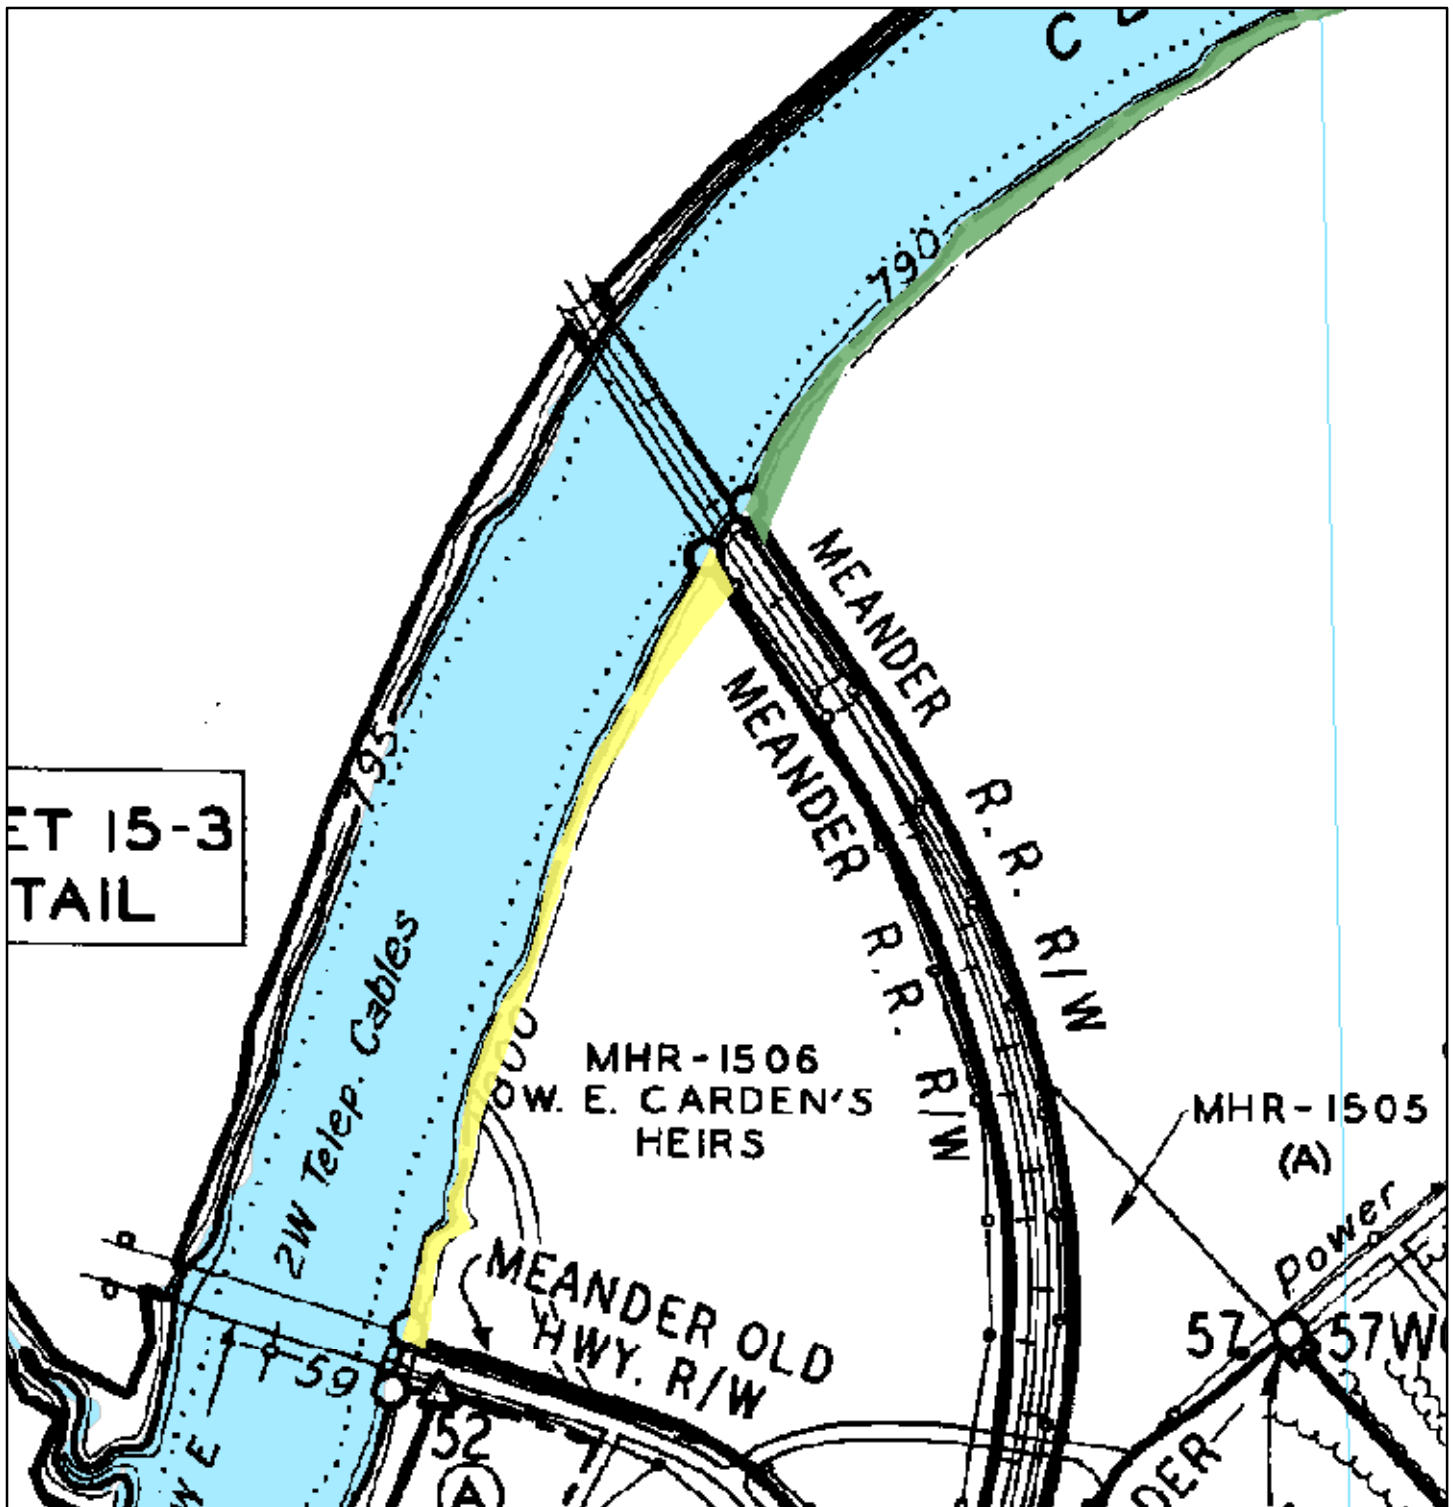 C
790
MEANDER R.R. R/W
MEANDER R.R. R/W
795
ET 15-3
TAIL
2W Telep. Cables
800
MHR-1506
W. E. CARDEN'S
HEIRS
MHR-1505
(A)
Power
MEANDER OLD
HWY. R/W
59
52
(A)
57
57W
DER
W E